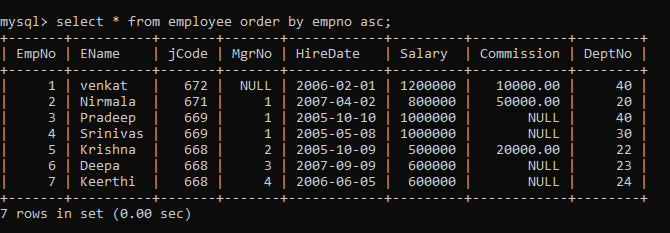 mysql> select * from employee order by empno asc;
+-------+----------+-------+-------+------------+---------+------------+--------+
| EmpNo | EName    | jCode | MgrNo | HireDate   | Salary  | Commission | DeptNo |
+-------+----------+-------+-------+------------+---------+------------+--------+
|     1 | venkat   |   672 |  NULL | 2006-02-01 | 1200000 |   10000.00 |     40 |
|     2 | Nirmala  |   671 |     1 | 2007-04-02 |  800000 |   50000.00 |     20 |
|     3 | Pradeep  |   669 |     1 | 2005-10-10 | 1000000 |       NULL |     40 |
|     4 | Srinivas |   669 |     1 | 2005-05-08 | 1000000 |       NULL |     30 |
|     5 | Krishna  |   668 |     2 | 2005-10-09 |  500000 |   20000.00 |     22 |
|     6 | Deepa    |   668 |     3 | 2007-09-09 |  600000 |       NULL |     23 |
|     7 | Keerthi  |   668 |     4 | 2006-06-05 |  600000 |       NULL |     24 |
+-------+----------+-------+-------+------------+---------+------------+--------+
7 rows in set (0.00 sec)